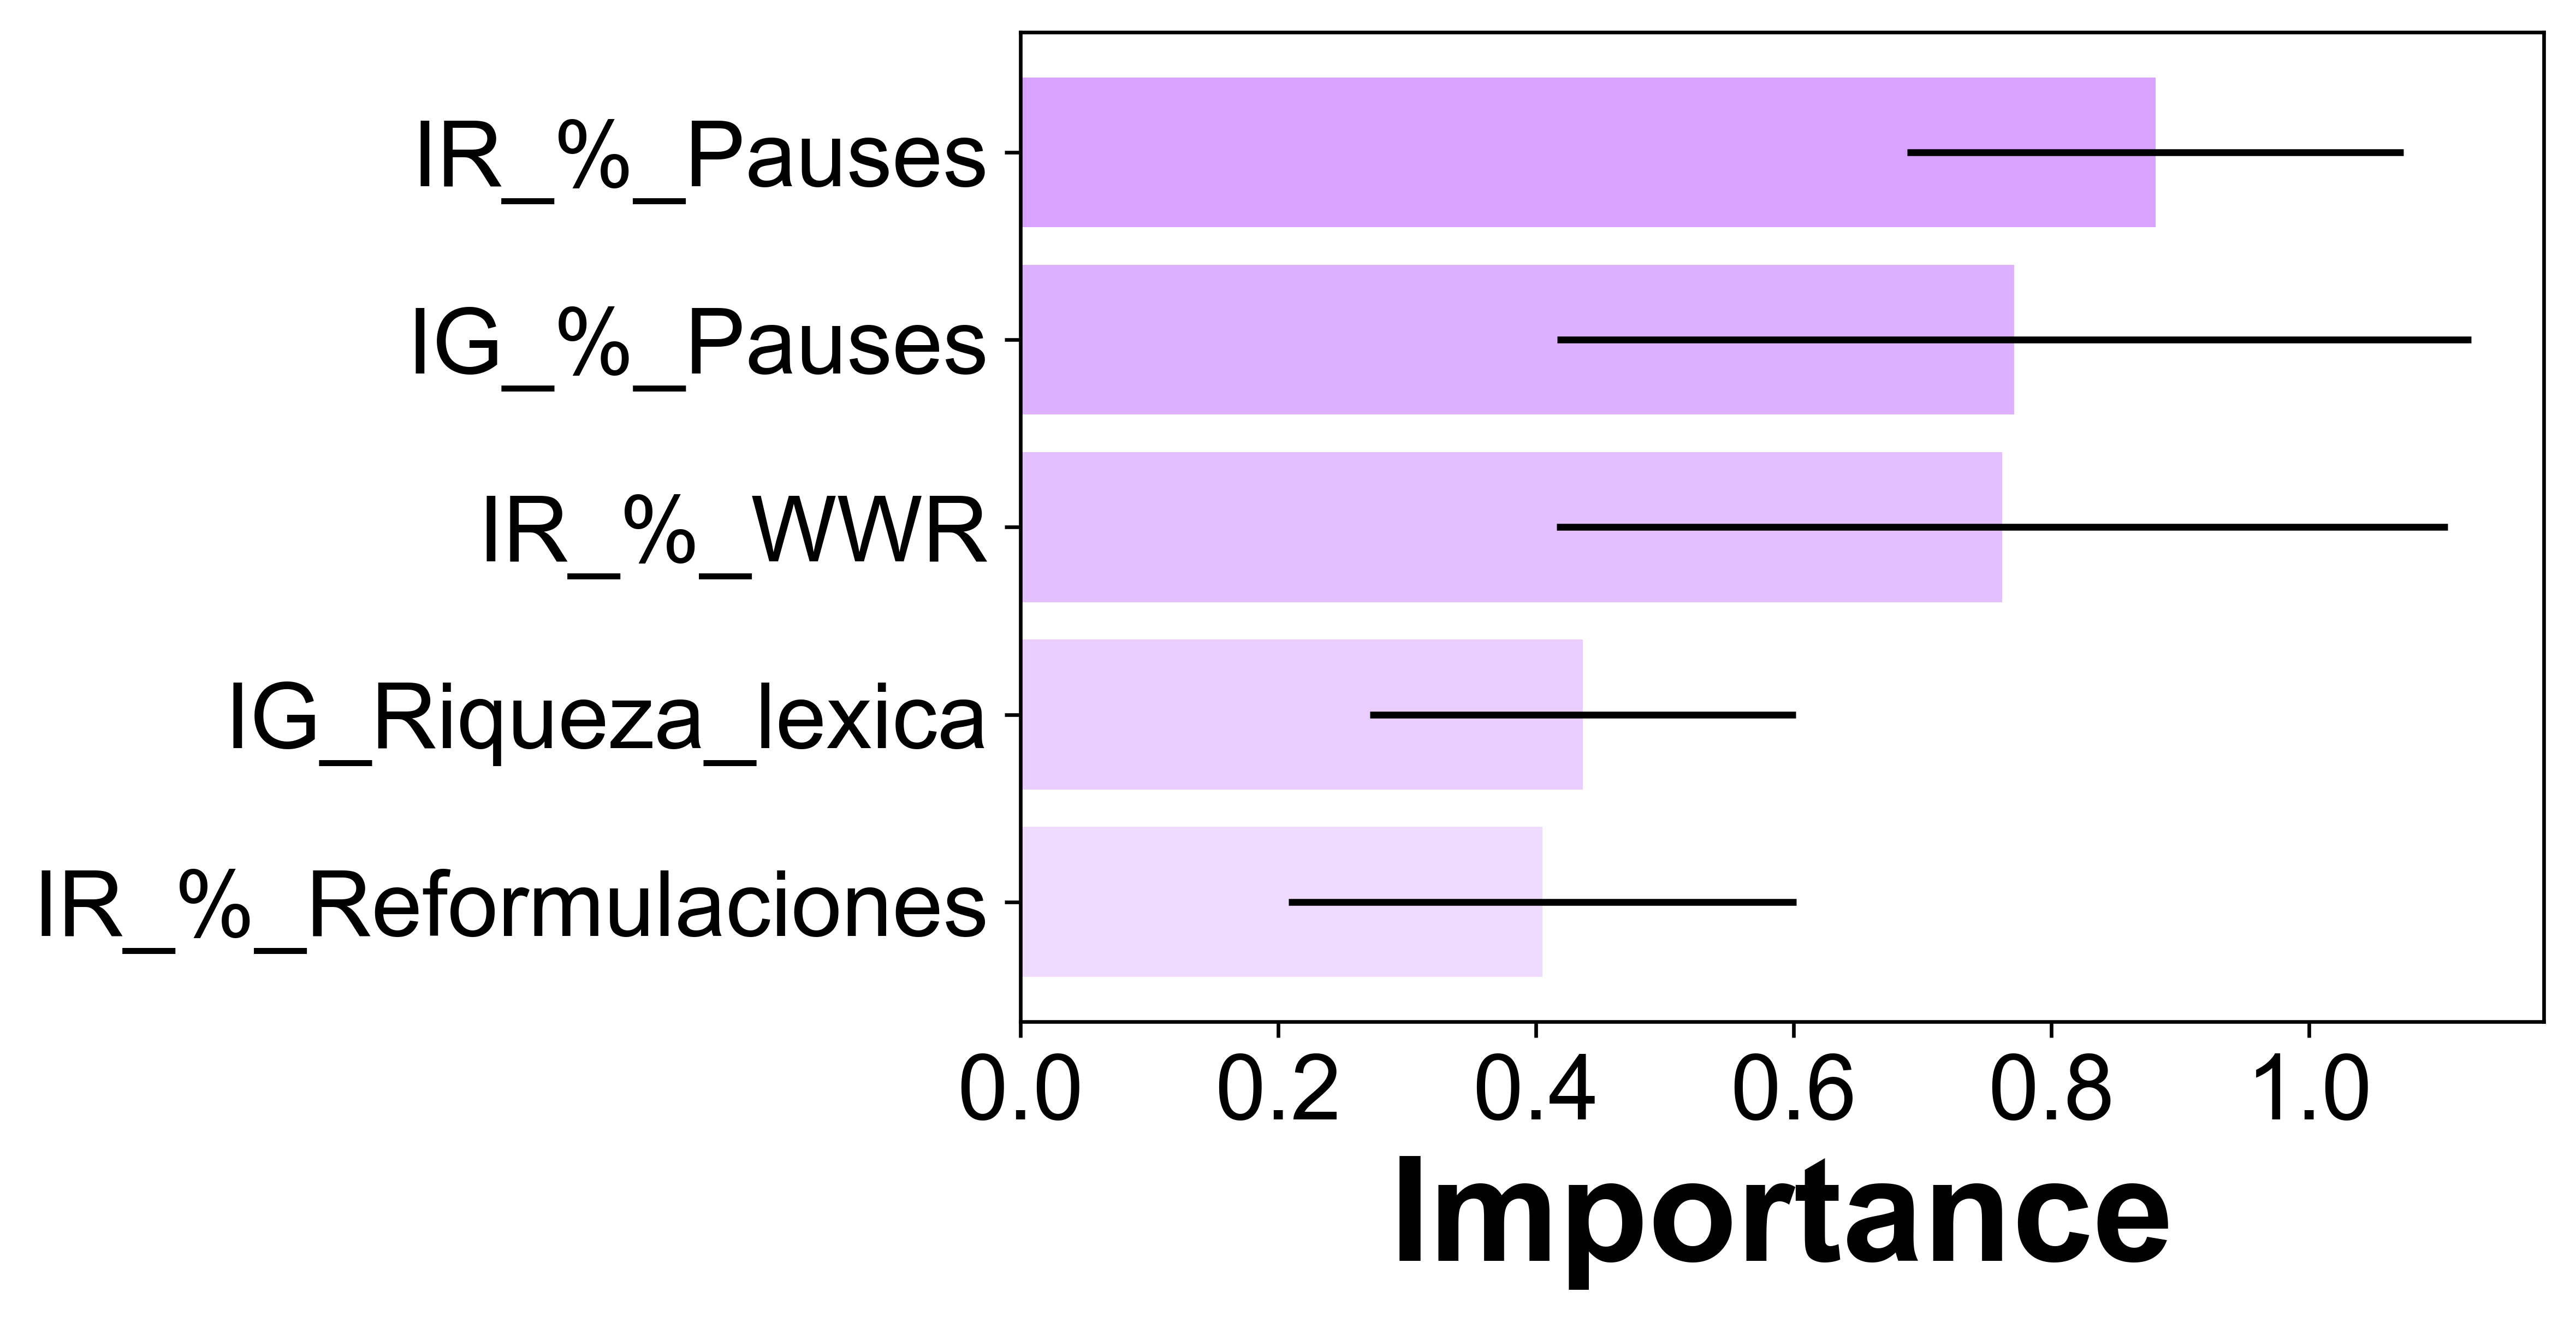 IR_%_Pauses
IG_%_Pauses
IR_%_WWR
IG_Riqueza_lexica
IR_%_Reformulaciones
0.0 0.2 0.4 0.6 0.8 1.0
Importance